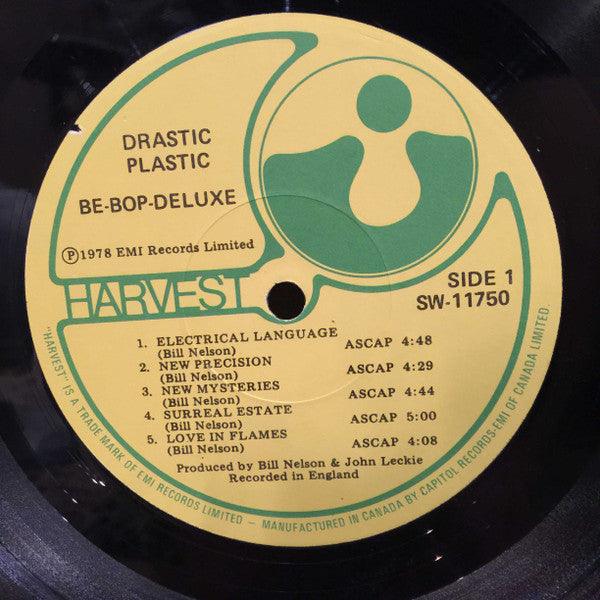 DRASTIC
PLASTIC
BE-BOP-DELUXE
Ⓟ1978 EMI Records Limited
HARVEST
SIDE 1
SW-11750
1. ELECTRICAL LANGUAGE
(Bill Nelson) ASCAP 4:48
2. NEW PRECISION
(Bill Nelson) ASCAP 4:29
3. NEW MYSTERIES
(Bill Nelson) ASCAP 4:44
4. SURREAL ESTATE
(Bill Nelson) ASCAP 5:00
5. LOVE IN FLAMES
(Bill Nelson) ASCAP 4:08
Produced by Bill Nelson & John Leckie
Recorded in England
"HARVEST" IS A TRADE MARK OF EMI RECORDS LIMITED – MANUFACTURED IN CANADA BY CAPITOL RECORDS-EMI OF CANADA LIMITED.